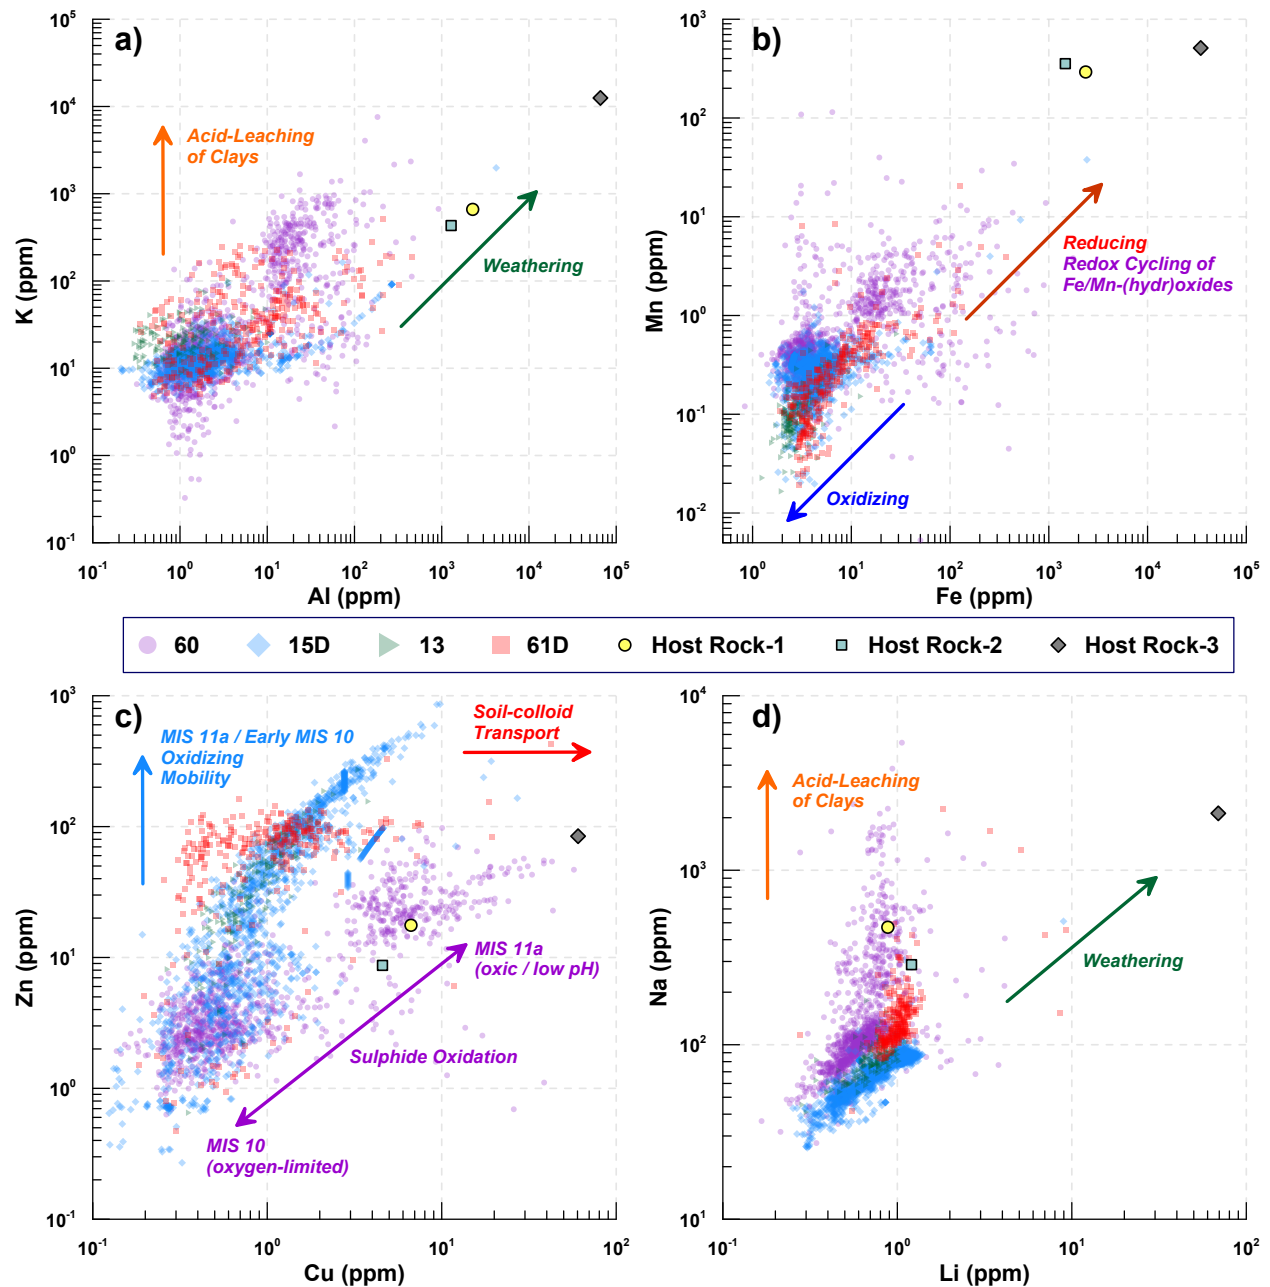 a)
10^5
10^4
10^3
10^2
10^1
10^0
10^-1
K (ppm)
Acid-Leaching
of Clays
Weathering
10^-1
10^0
10^1
10^2
10^3
10^4
10^5
Al (ppm)
b)
10^3
10^2
10^1
10^0
10^-1
10^-2
Mn (ppm)
Reducing
Redox Cycling of
Fe/Mn-(hydr)oxides
Oxidizing
10^0
10^1
10^2
10^3
10^4
10^5
Fe (ppm)
60 15D 13 61D Host Rock-1 Host Rock-2 Host Rock-3
c)
10^3
10^2
10^1
10^0
10^-1
Zn (ppm)
MIS 11a / Early MIS 10
Oxidizing
Mobility
Soil-colloid
Transport
MIS 11a
(oxic / low pH)
Sulphide Oxidation
MIS 10
(oxygen-limited)
10^-1
10^0
10^1
10^2
Cu (ppm)
d)
10^4
10^3
10^2
10^1
Na (ppm)
Acid-Leaching
of Clays
Weathering
10^-1
10^0
10^1
10^2
Li (ppm)